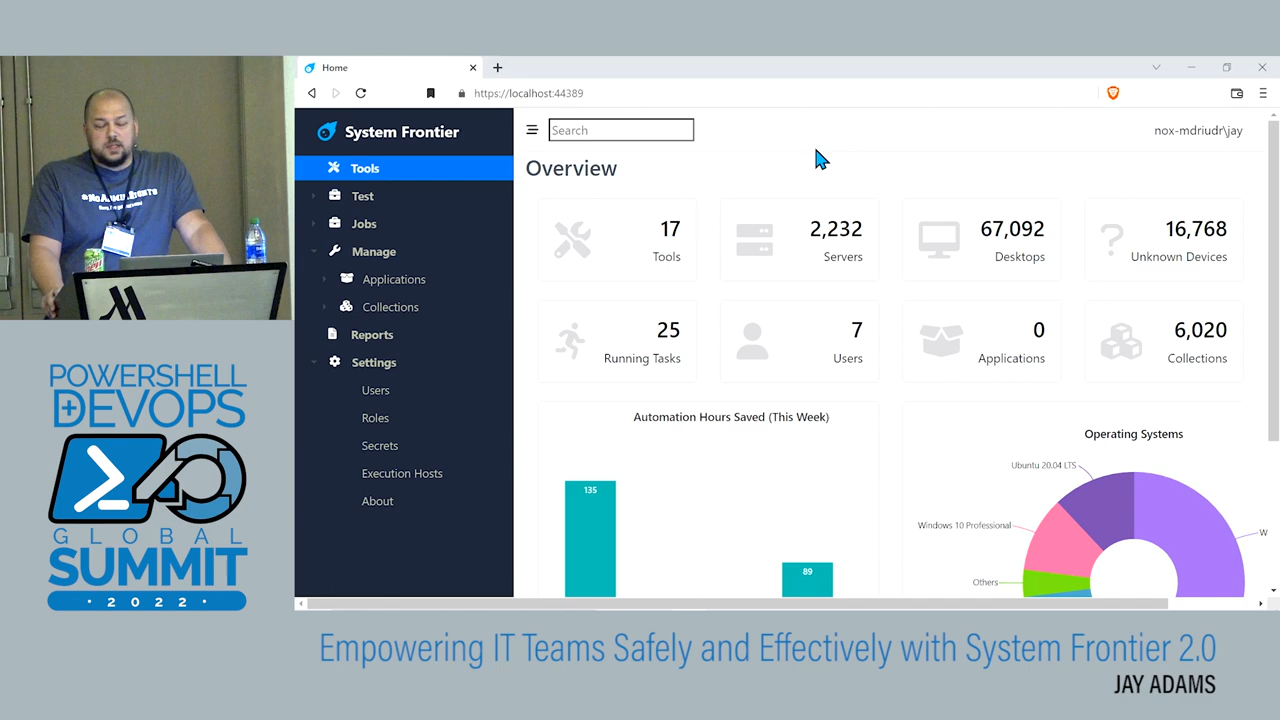 Home
https://localhost:44389
System Frontier
Search
nox-mdriudr\jay
Tools
Test
Jobs
Manage
Applications
Collections
Reports
Settings
Users
Roles
Secrets
Execution Hosts
About
Overview
17
Tools
2,232
Servers
67,092
Desktops
16,768
Unknown Devices
25
Running Tasks
7
Users
0
Applications
6,020
Collections
Automation Hours Saved (This Week)
135
89
Operating Systems
Ubuntu 20.04 LTS
Windows 10 Professional
Others
W
POWERSHELL
+DEVOPS
GLOBAL
SUMMIT
· 2022 ·
Empowering IT Teams Safely and Effectively with System Frontier 2.0
JAY ADAMS